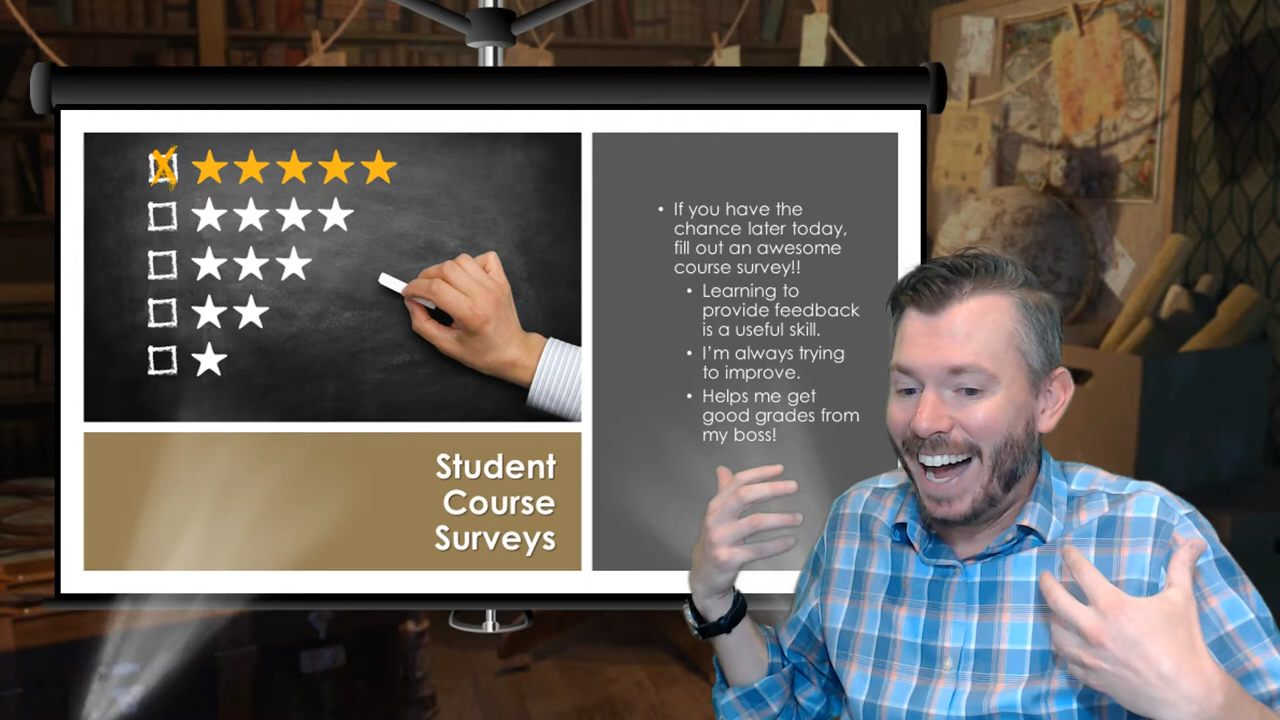 Student
Course
Surveys
• If you have the
chance later today,
fill out an awesome
course survey!!
• Learning to
provide feedback
is a useful skill.
• I'm always trying
to improve.
• Helps me get
good grades from
my boss!